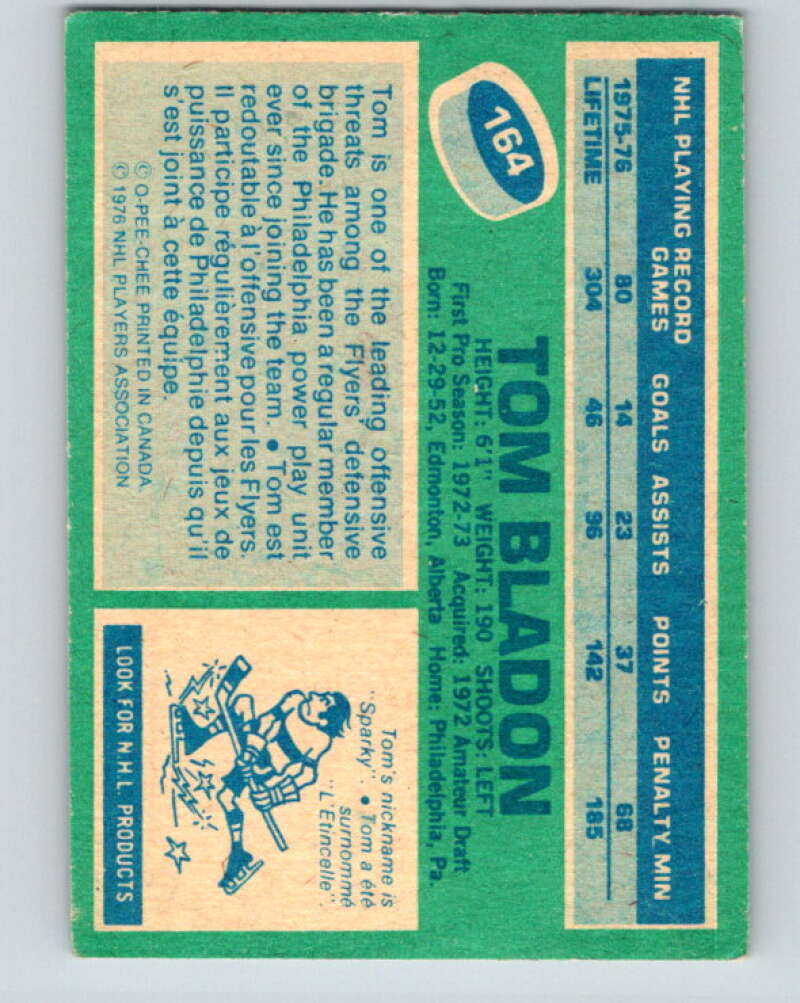 NHL PLAYING RECORD
GAMES GOALS ASSISTS POINTS PENALTY MIN
1975-76 80 14 23 37 68
LIFETIME 304 46 96 142 185
164
TOM BLADON
HEIGHT: 6'1" WEIGHT: 190 SHOOTS: LEFT
First Pro Season: 1972-73 Acquired: 1972 Amateur Draft
Born: 12-29-52, Edmonton, Alberta Home: Philadelphia, Pa.
Tom is one of the leading offensive
threats among the Flyers' defensive
brigade. He has been a regular member
of the Philadelphia power play unit
ever since joining the team. • Tom est
redoutable à l'offensive pour les Flyers.
Il participe régulièrement aux jeux de
puissance de Philadelphie depuis qu'il
s'est joint à cette équipe.
© O-PEE-CHEE PRINTED IN CANADA
© 1976 NHL PLAYERS ASSOCIATION
Tom's nickname is
"Sparky". • Tom a été
surnommé
"L'Etincelle".
LOOK FOR N.H.L. PRODUCTS